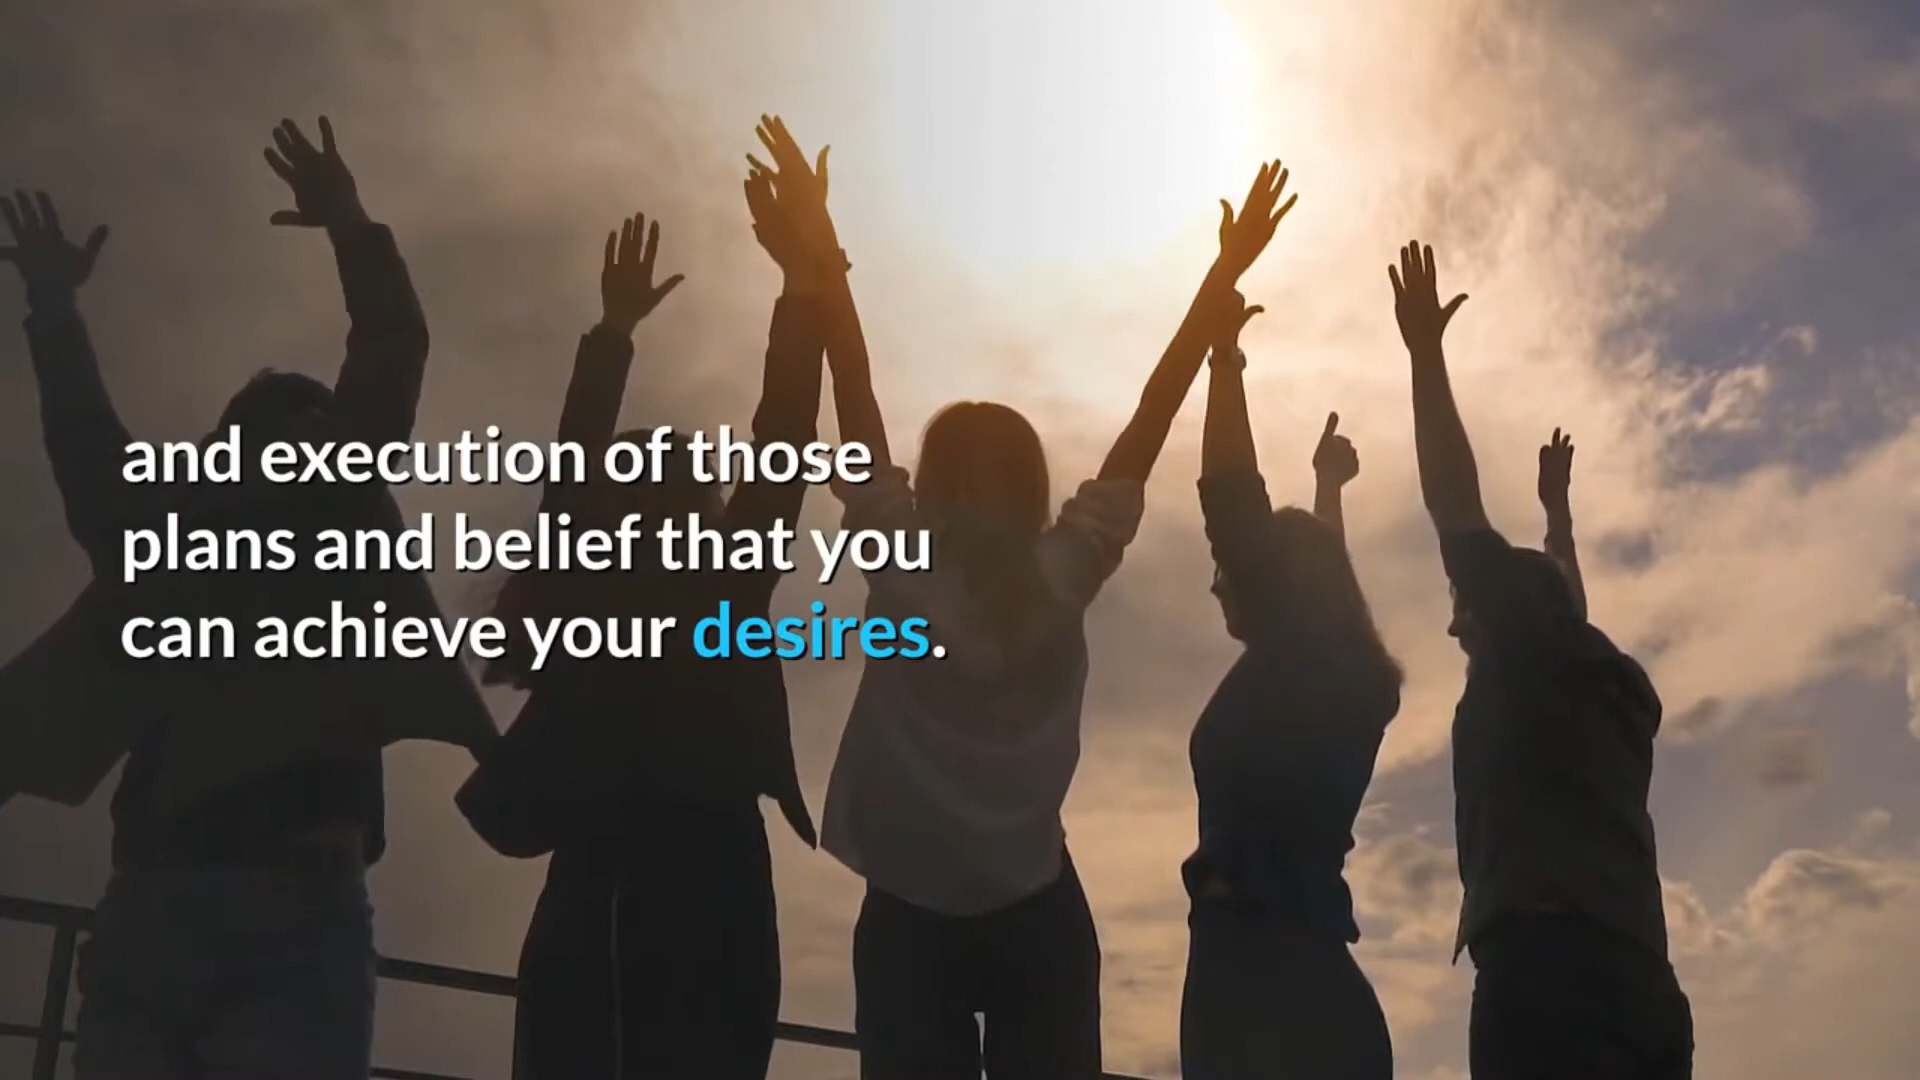 and execution of those
plans and belief that you
can achieve your desires.